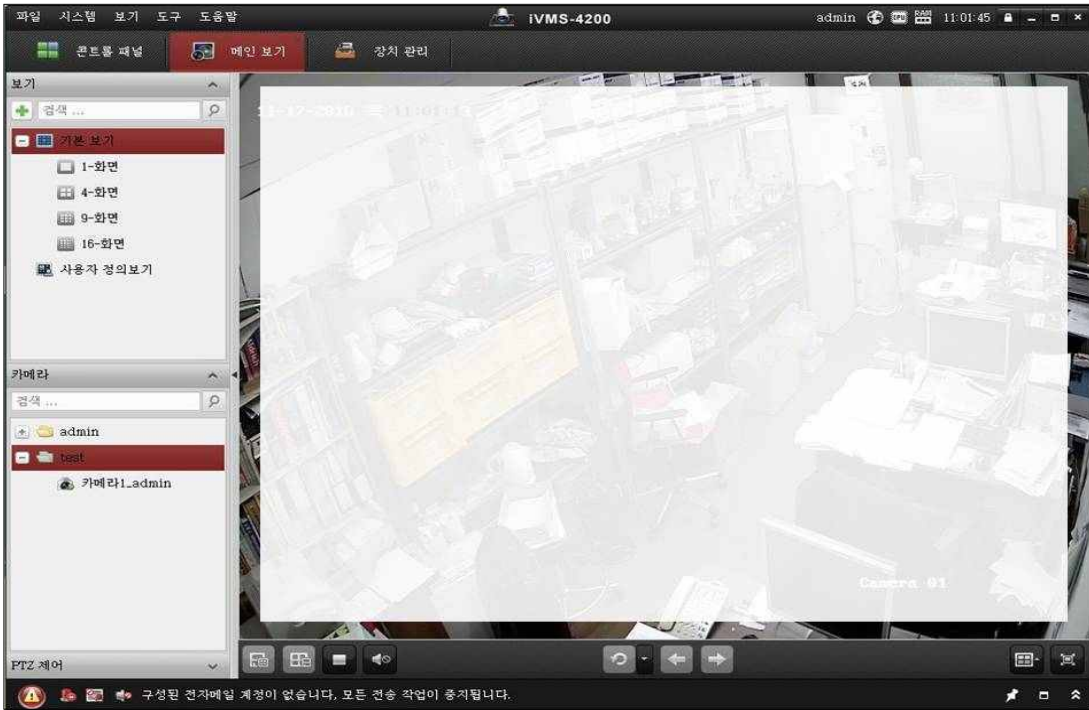 파일 시스템 보기 도구 도움말
iVMS-4200
admin
11:01:45
콘트롤 패널
메인 보기
장치 관리
보기
검색 ...
기본 보기
1-화면
4-화면
9-화면
16-화면
사용자 정의보기
카메라
검색 ...
admin
test
카메라1_admin
PTZ 제어
Camera 01
구성된 전자메일 계정이 없습니다, 모든 전송 작업이 중지됩니다.